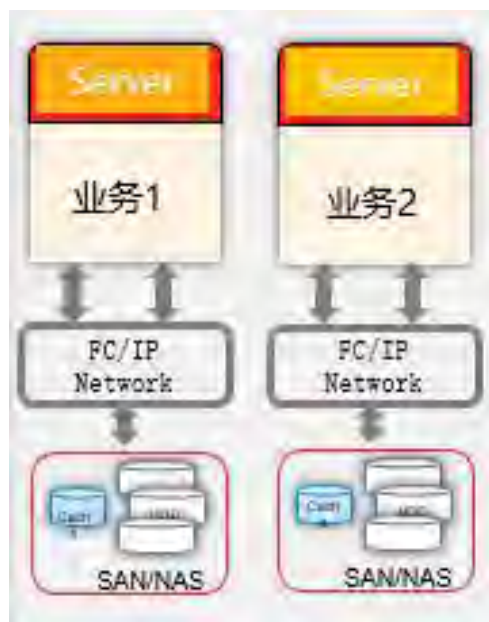 Server
Server
业务1
业务2
FC/IP
Network
FC/IP
Network
SAN/NAS
SAN/NAS